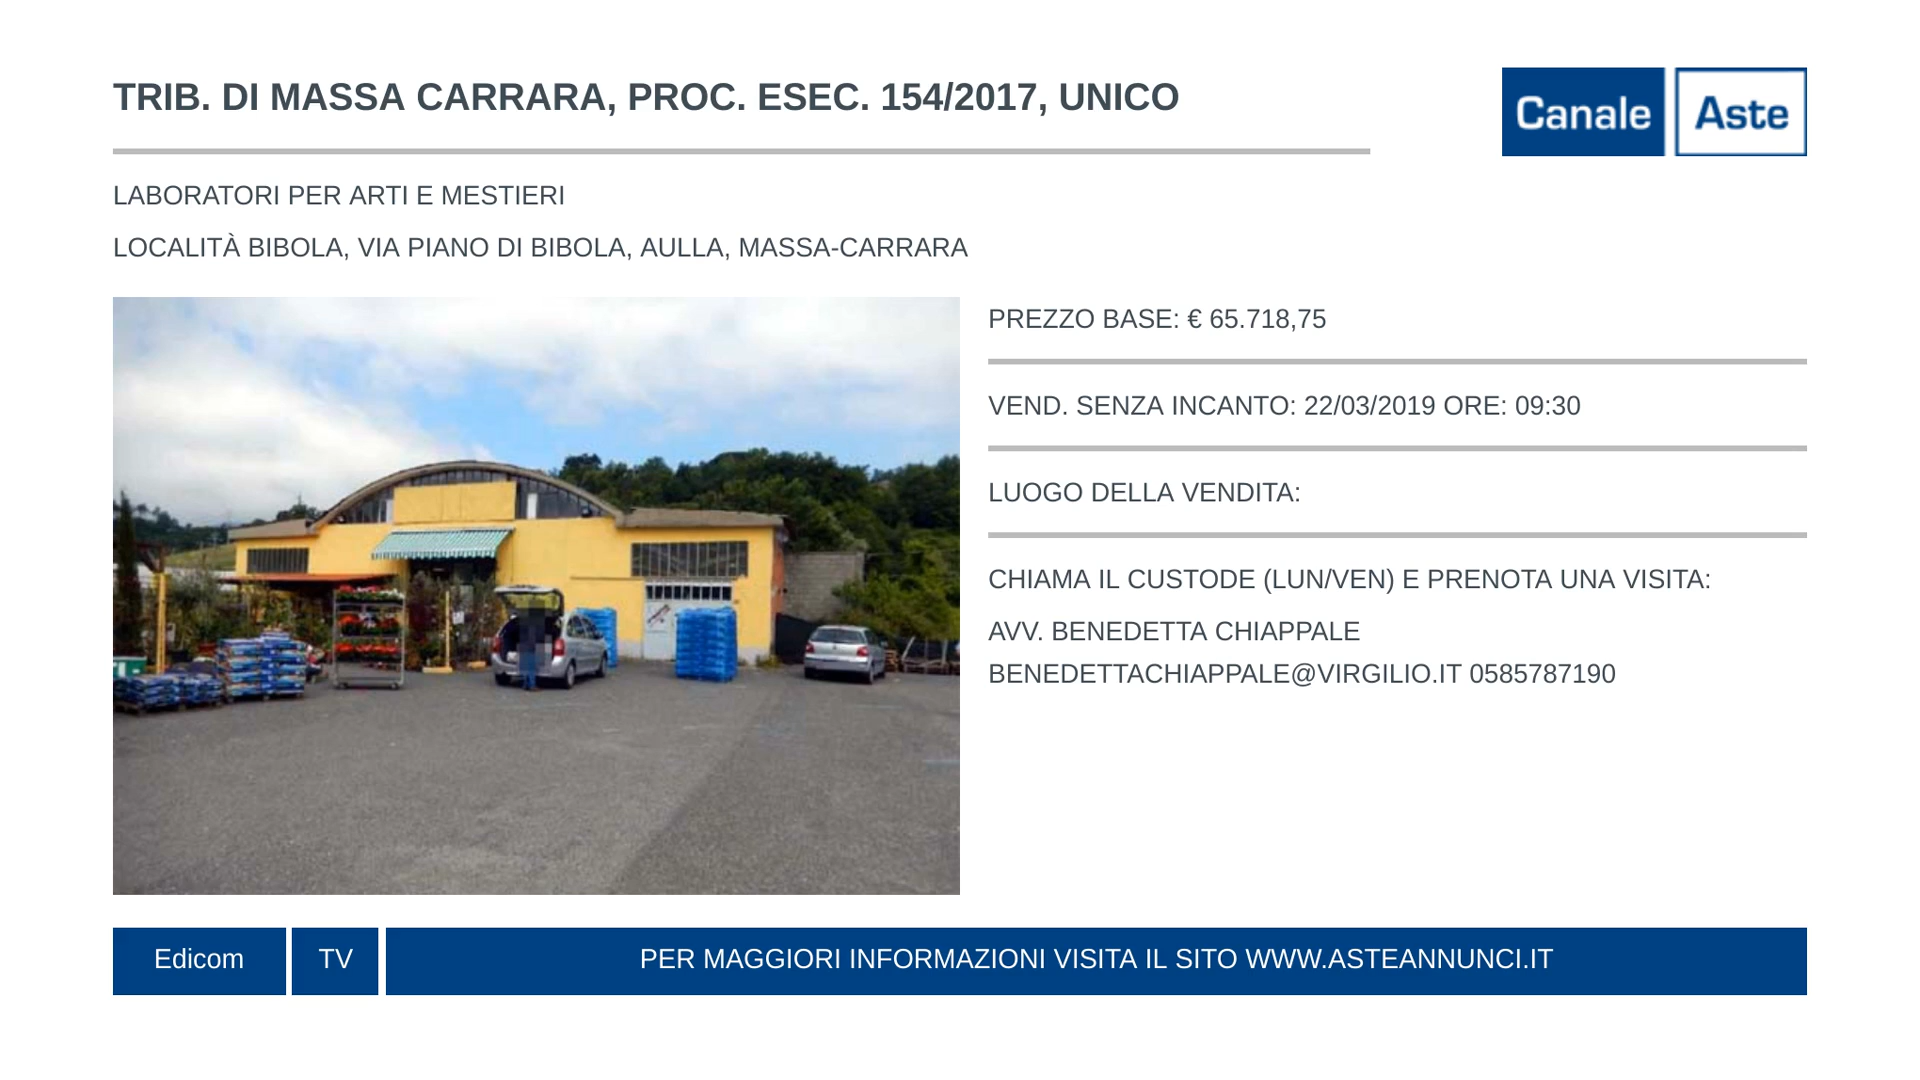 TRIB. DI MASSA CARRARA, PROC. ESEC. 154/2017, UNICO
Canale Aste
LABORATORI PER ARTI E MESTIERI
LOCALITÀ BIBOLA, VIA PIANO DI BIBOLA, AULLA, MASSA-CARRARA
PREZZO BASE: € 65.718,75
VEND. SENZA INCANTO: 22/03/2019 ORE: 09:30
LUOGO DELLA VENDITA:
CHIAMA IL CUSTODE (LUN/VEN) E PRENOTA UNA VISITA:
AVV. BENEDETTA CHIAPPALE
BENEDETTACHIAPPALE@VIRGILIO.IT 0585787190
Edicom TV PER MAGGIORI INFORMAZIONI VISITA IL SITO WWW.ASTEANNUNCI.IT